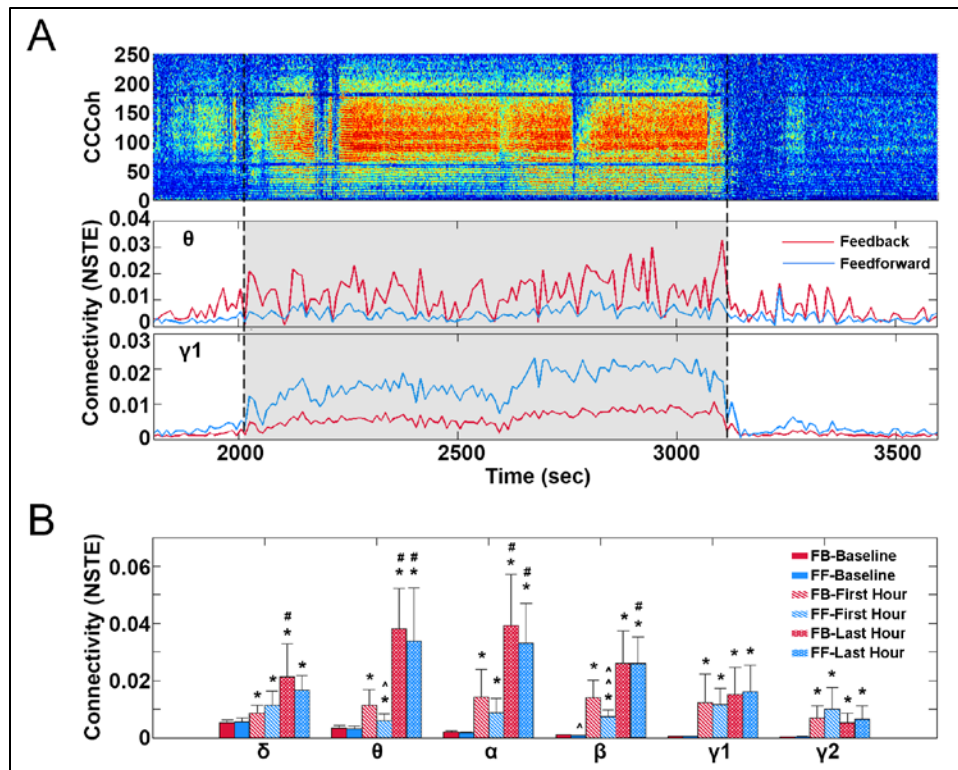 A
CCCoh
250
200
150
100
50
0
Connectivity (NSTE)
0.04
0.03
0.02
0.01
0
θ
Feedback
Feedforward
0.03
0.02
0.01
0
γ1
2000 2500 3000 3500
Time (sec)
B
Connectivity (NSTE)
0.06
0.04
0.02
0
# * * * * *
* ^ * # * # *
* * # * # *
^ * ^ ^ * * # *
* * * *
* * * *
FB-Baseline
FF-Baseline
FB-First Hour
FF-First Hour
FB-Last Hour
FF-Last Hour
δ θ α β γ1 γ2